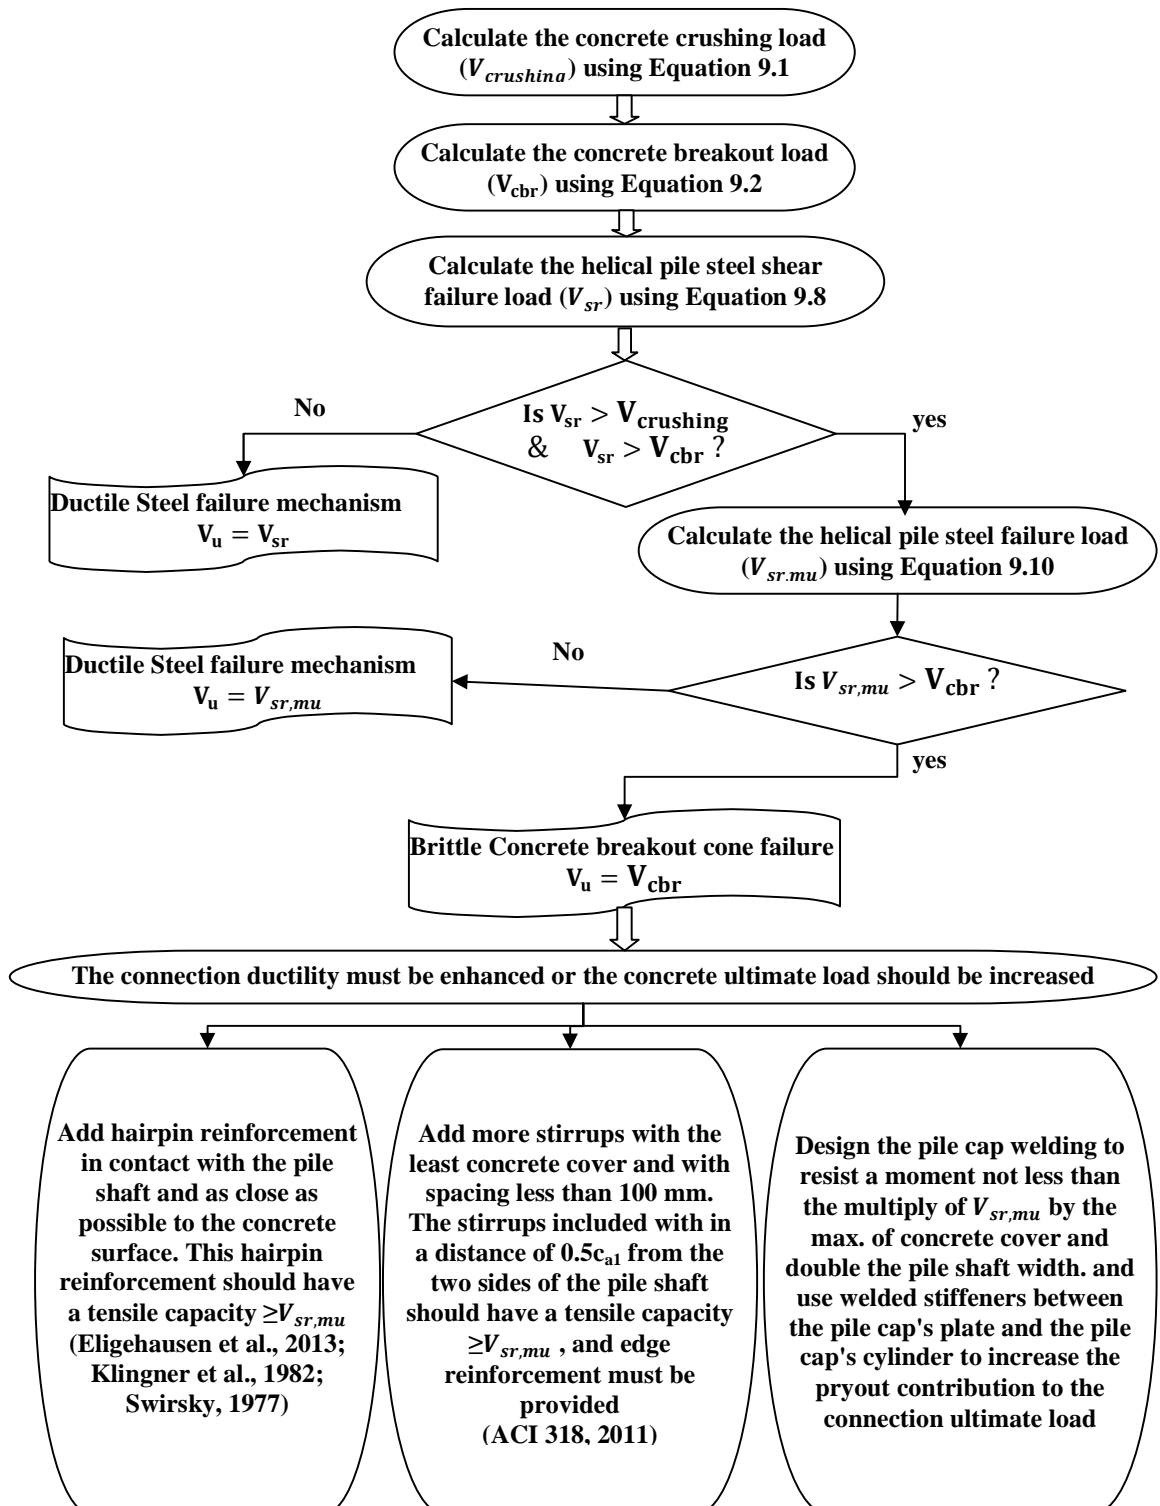 Calculate the concrete crushing load
(V_crushing) using Equation 9.1
Calculate the concrete breakout load
(V_cbr) using Equation 9.2
Calculate the helical pile steel shear
failure load (V_sr) using Equation 9.8
Is V_sr > V_crushing
& V_sr > V_cbr ?
No
yes
Ductile Steel failure mechanism
V_u = V_sr
Calculate the helical pile steel failure load
(V_sr.mu) using Equation 9.10
Is V_sr,mu > V_cbr ?
No
Ductile Steel failure mechanism
V_u = V_sr,mu
yes
Brittle Concrete breakout cone failure
V_u = V_cbr
The connection ductility must be enhanced or the concrete ultimate load should be increased
Add hairpin reinforcement
in contact with the pile
shaft and as close as
possible to the concrete
surface. This hairpin
reinforcement should have
a tensile capacity ≥V_sr,mu
(Eligehausen et al., 2013;
Klingner et al., 1982;
Swirsky, 1977)
Add more stirrups with the
least concrete cover and with
spacing less than 100 mm.
The stirrups included with in
a distance of 0.5c_a1 from the
two sides of the pile shaft
should have a tensile capacity
≥V_sr,mu , and edge
reinforcement must be
provided
(ACI 318, 2011)
Design the pile cap welding to
resist a moment not less than
the multiply of V_sr,mu by the
max. of concrete cover and
double the pile shaft width. and
use welded stiffeners between
the pile cap's plate and the pile
cap's cylinder to increase the
pryout contribution to the
connection ultimate load